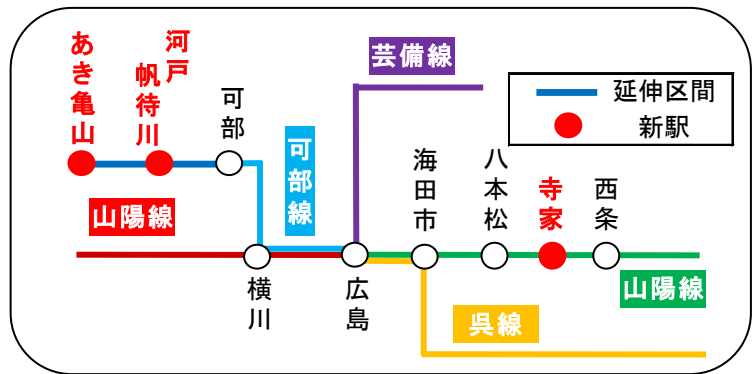 あき亀山
河戸
帆待川
可部
可部線
芸備線
延伸区間
新駅
山陽線
海田市
八本松
寺家
西条
横川
広島
呉線
山陽線